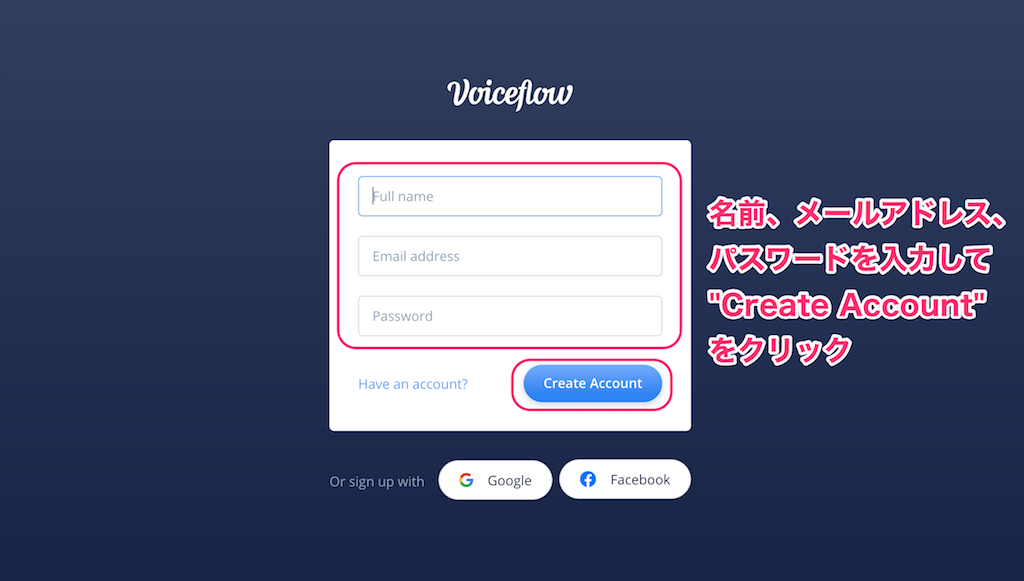 Voiceflow
Full name
Email address
Password
Have an account?
Create Account
Or sign up with
Google
Facebook
名前、メールアドレス、
パスワードを入力して
"Create Account"
をクリック